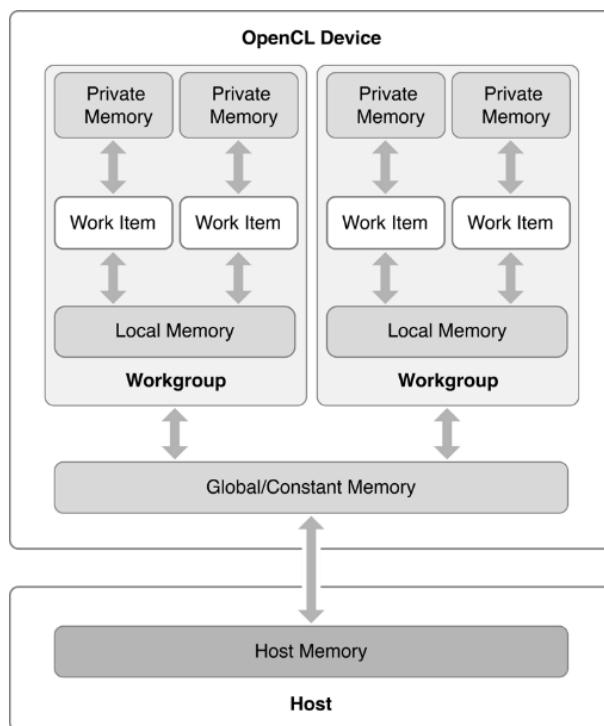 OpenCL Device
Private
Memory
Private
Memory
Private
Memory
Private
Memory
Work Item
Work Item
Work Item
Work Item
Local Memory
Local Memory
Workgroup
Workgroup
Global/Constant Memory
Host Memory
Host